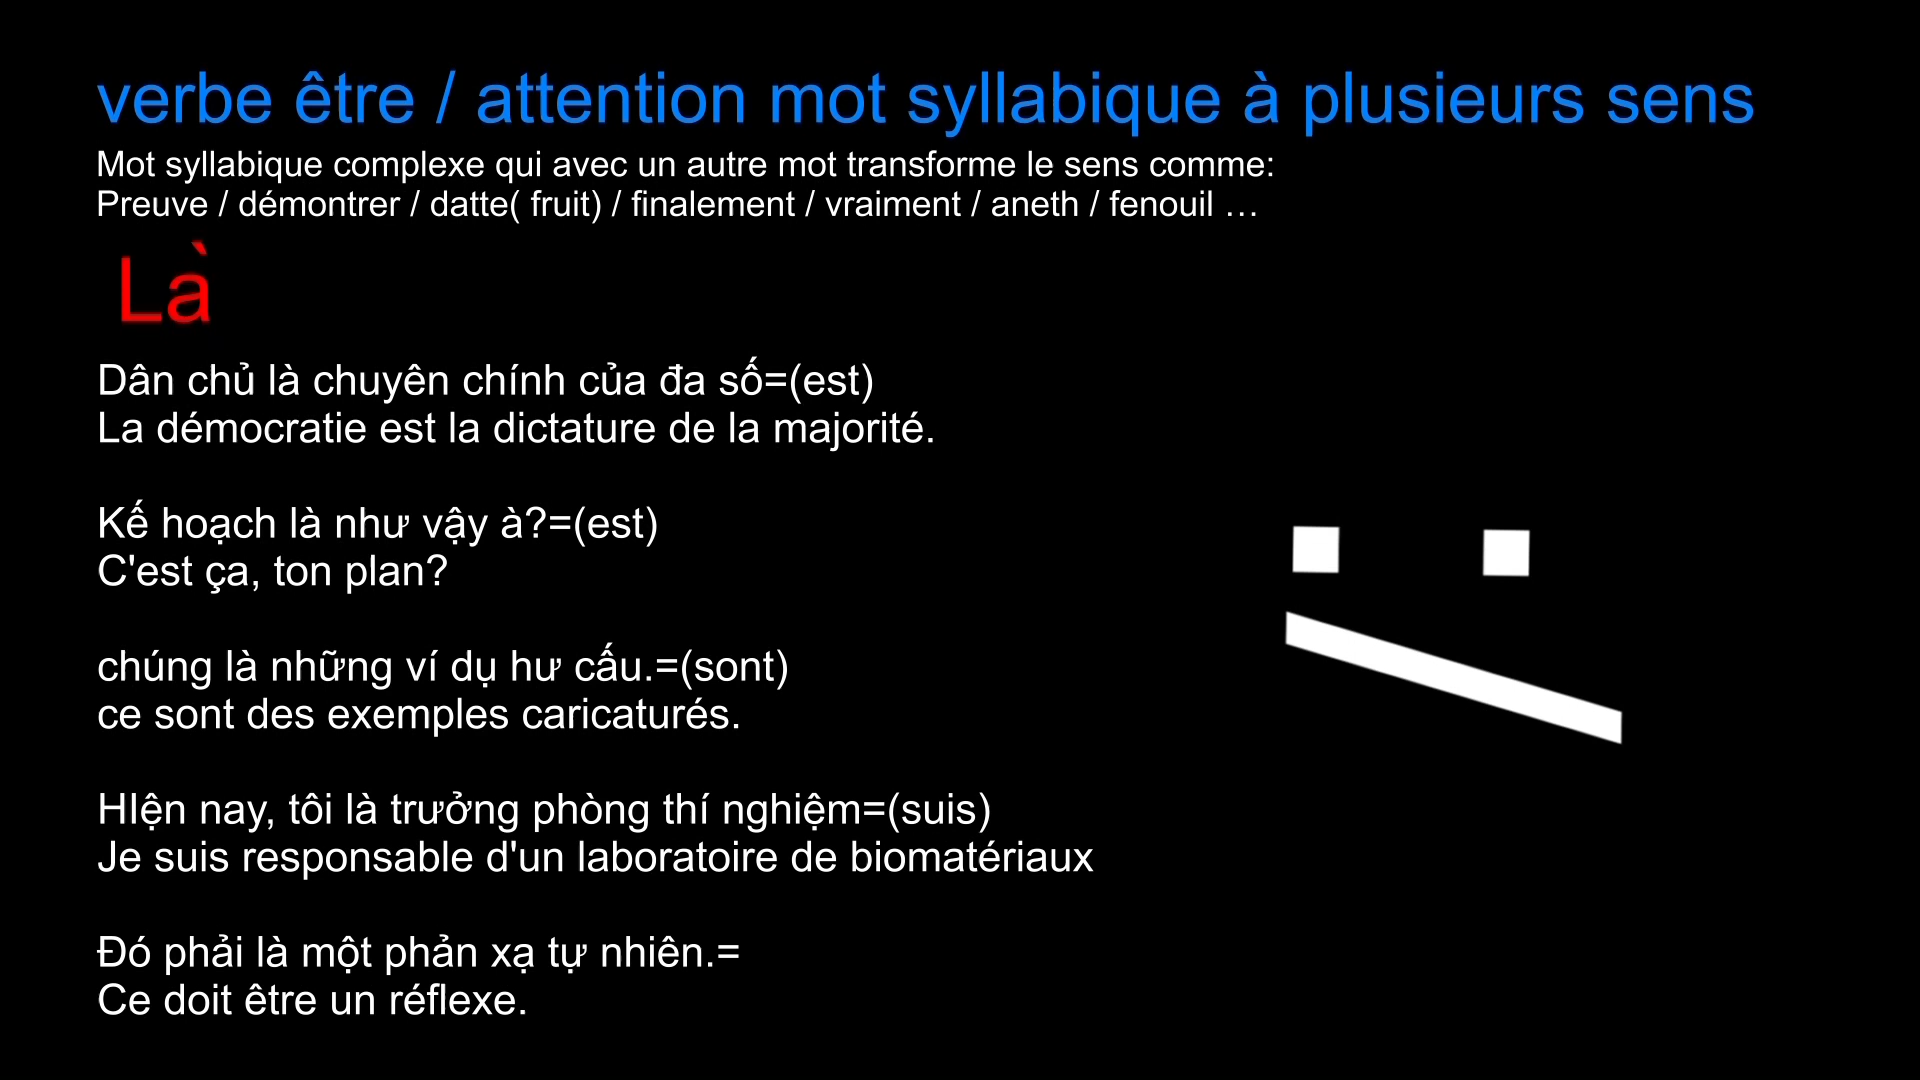 verbe être / attention mot syllabique à plusieurs sens
Mot syllabique complexe qui avec un autre mot transforme le sens comme:
Preuve / démontrer / datte( fruit) / finalement / vraiment / aneth / fenouil …
Là
Dân chủ là chuyên chính của đa số=(est)
La démocratie est la dictature de la majorité.
Kế hoạch là như vậy à?=(est)
C'est ça, ton plan?
chúng là những ví dụ hư cấu.=(sont)
ce sont des exemples caricaturés.
HIện nay, tôi là trưởng phòng thí nghiệm=(suis)
Je suis responsable d'un laboratoire de biomatériaux
Đó phải là một phản xạ tự nhiên.=
Ce doit être un réflexe.